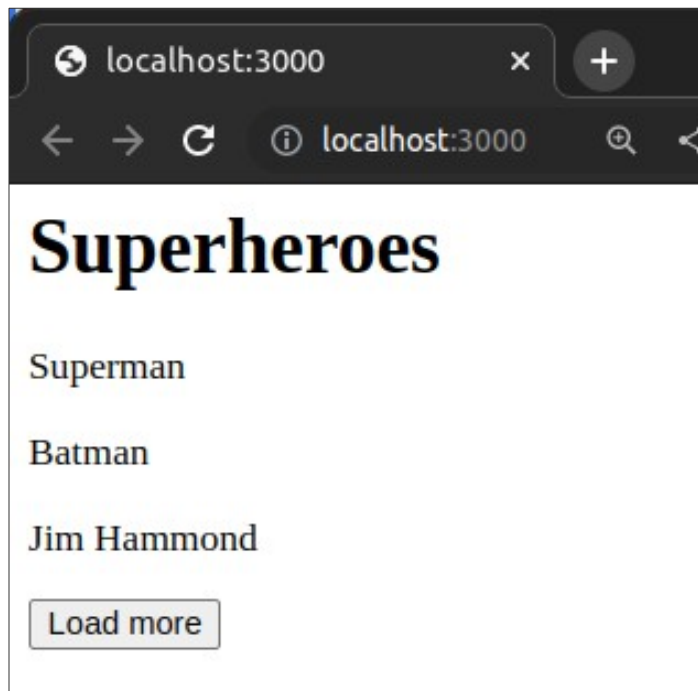 localhost:3000
localhost:3000
Superheroes
Superman
Batman
Jim Hammond
Load more